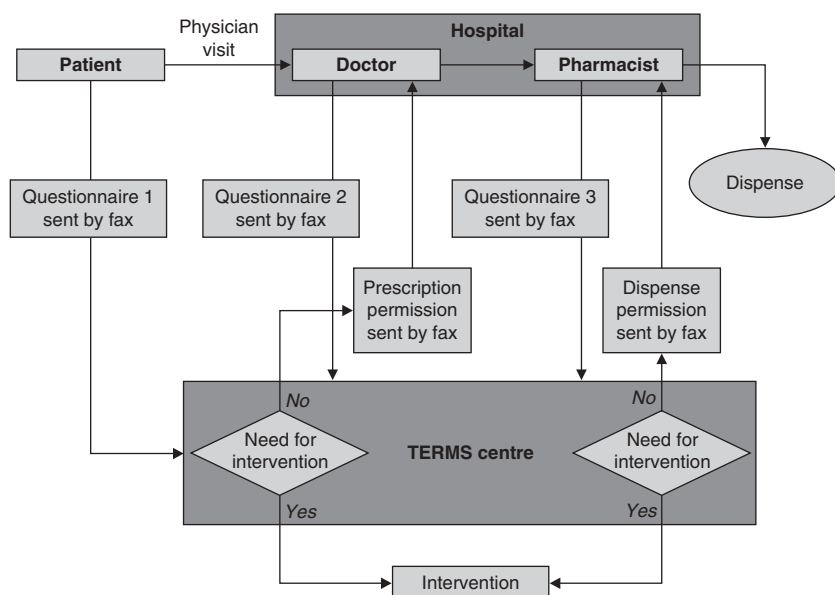 Physician
visit
Hospital
Patient
Doctor
Pharmacist
Questionnaire 1
sent by fax
Questionnaire 2
sent by fax
Questionnaire 3
sent by fax
Dispense
Prescription
permission
sent by fax
Dispense
permission
sent by fax
No
No
Need for
intervention
TERMS centre
Need for
intervention
Yes
Yes
Intervention